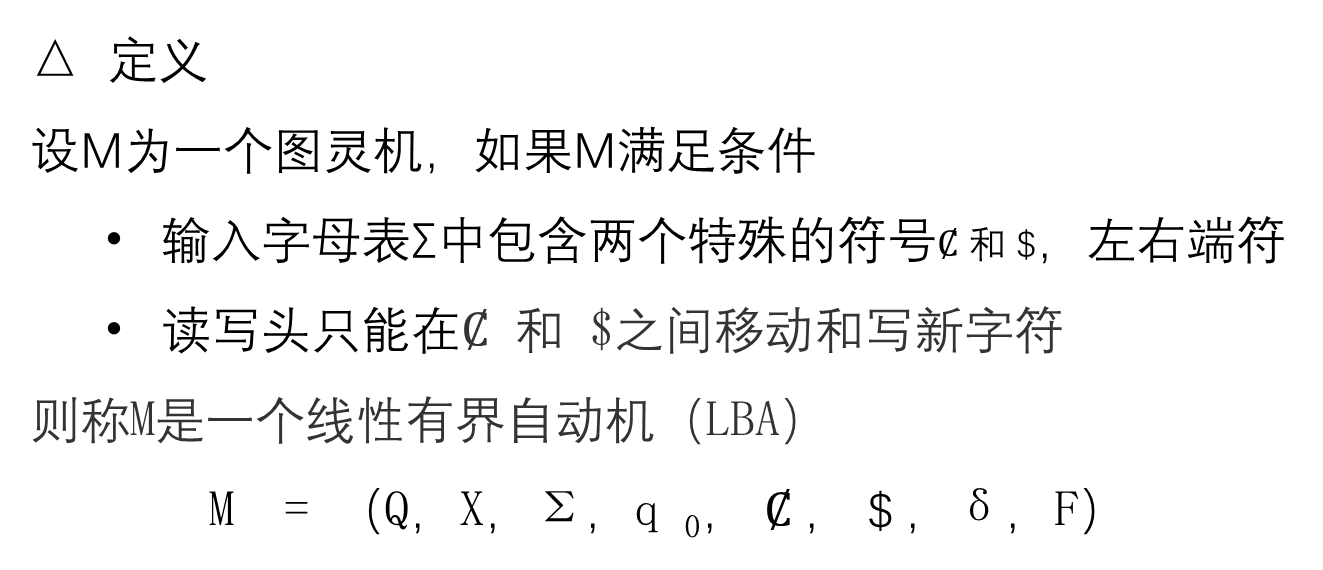 △ 定义
设M为一个图灵机，如果M满足条件
• 输入字母表Σ中包含两个特殊的符号₡ 和 $，左右端符
• 读写头只能在₡ 和 $之间移动和写新字符
则称M是一个线性有界自动机（LBA）
M = (Q, X, Σ, q₀, ₡, $, δ, F)